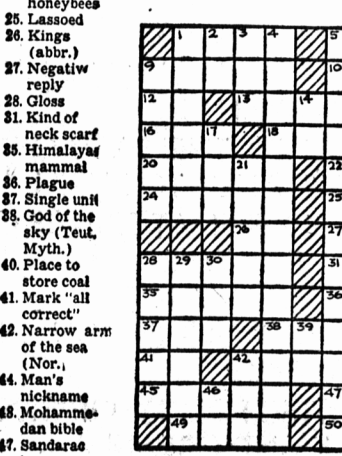 honeybees
25. Lassoed
26. Kings
(abbr.)
27. Negativ
reply
28. Gloss
31. Kind of
neck scarf
35. Himalayar
mammal
36. Plague
37. Single unit
38. God of the
sky (Teut.
Myth.)
40. Place to
store coal
41. Mark "all
correct"
42. Narrow arm
of the sea
(Nor.)
44. Man's
nickname
45. Mohamme-
dan bible
47. Sandarac
1 2 3 4 5
9 10
12 13 14
16 17 18
20 21 22
24 25
26 27
28 29 30 31
35 36
37 38 39
41 42
45 46 47
49 50